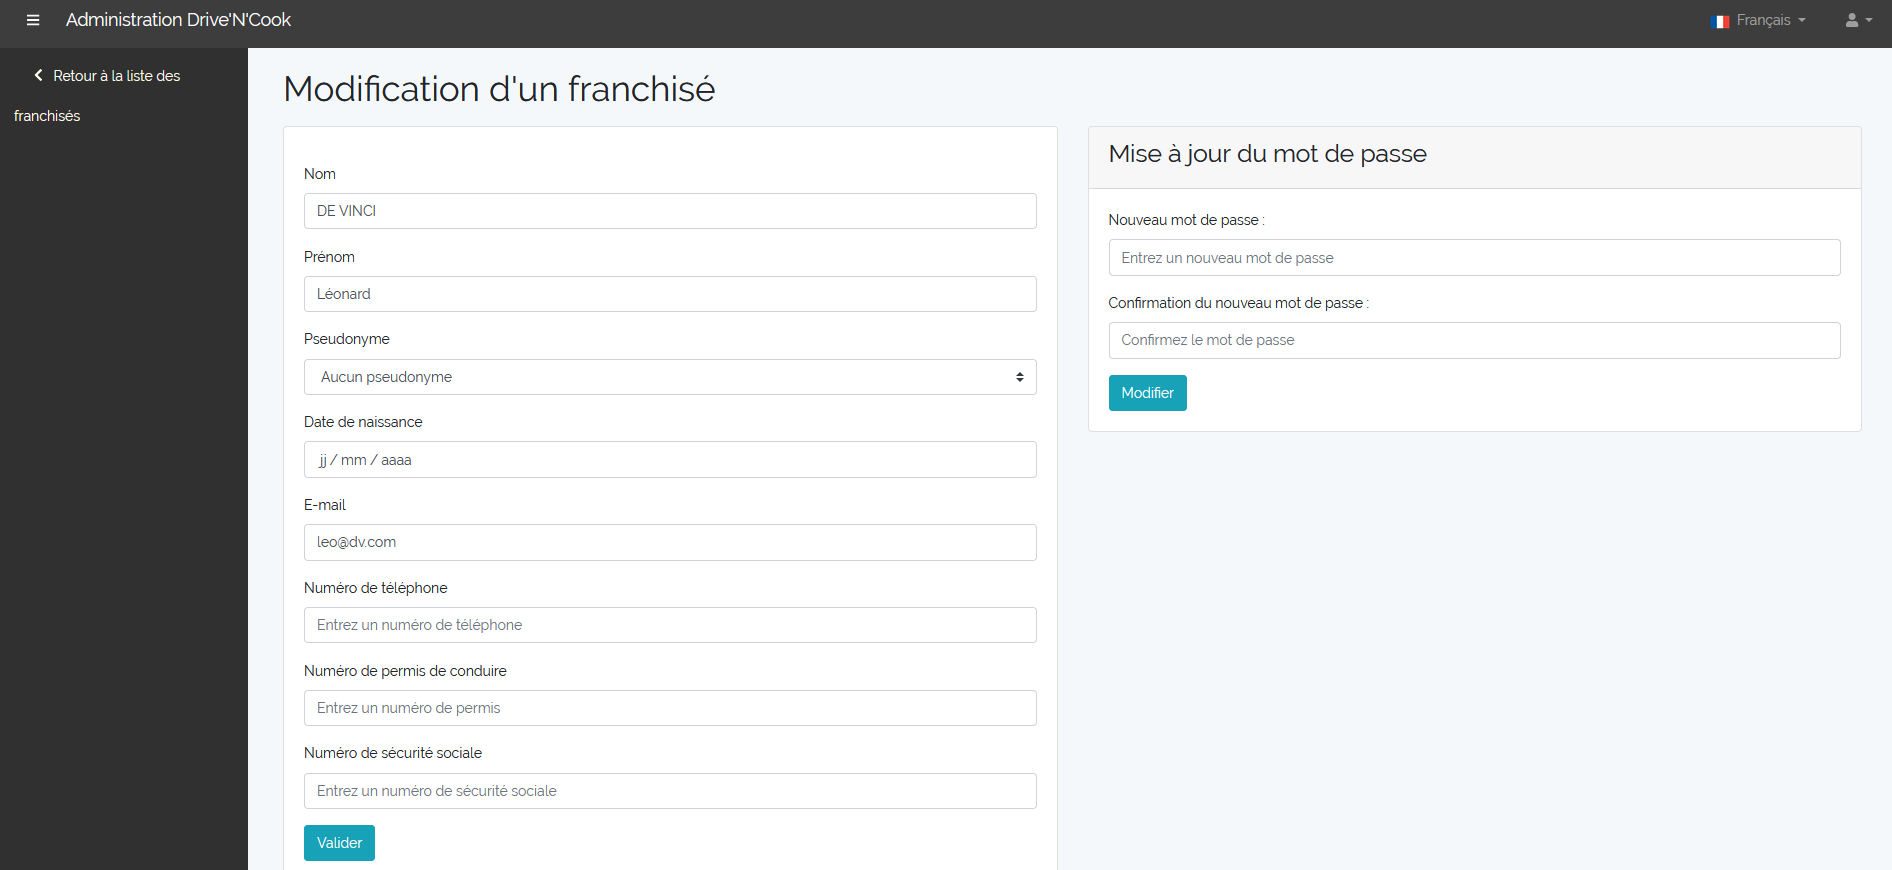 Administration Drive'N'Cook
Français
Retour à la liste des
franchisés
Modification d'un franchisé
Nom
DE VINCI
Prénom
Léonard
Pseudonyme
Aucun pseudonyme
Date de naissance
jj / mm / aaaa
E-mail
leo@dv.com
Numéro de téléphone
Entrez un numéro de téléphone
Numéro de permis de conduire
Entrez un numéro de permis
Numéro de sécurité sociale
Entrez un numéro de sécurité sociale
Valider
Mise à jour du mot de passe
Nouveau mot de passe :
Entrez un nouveau mot de passe
Confirmation du nouveau mot de passe :
Confirmez le mot de passe
Modifier